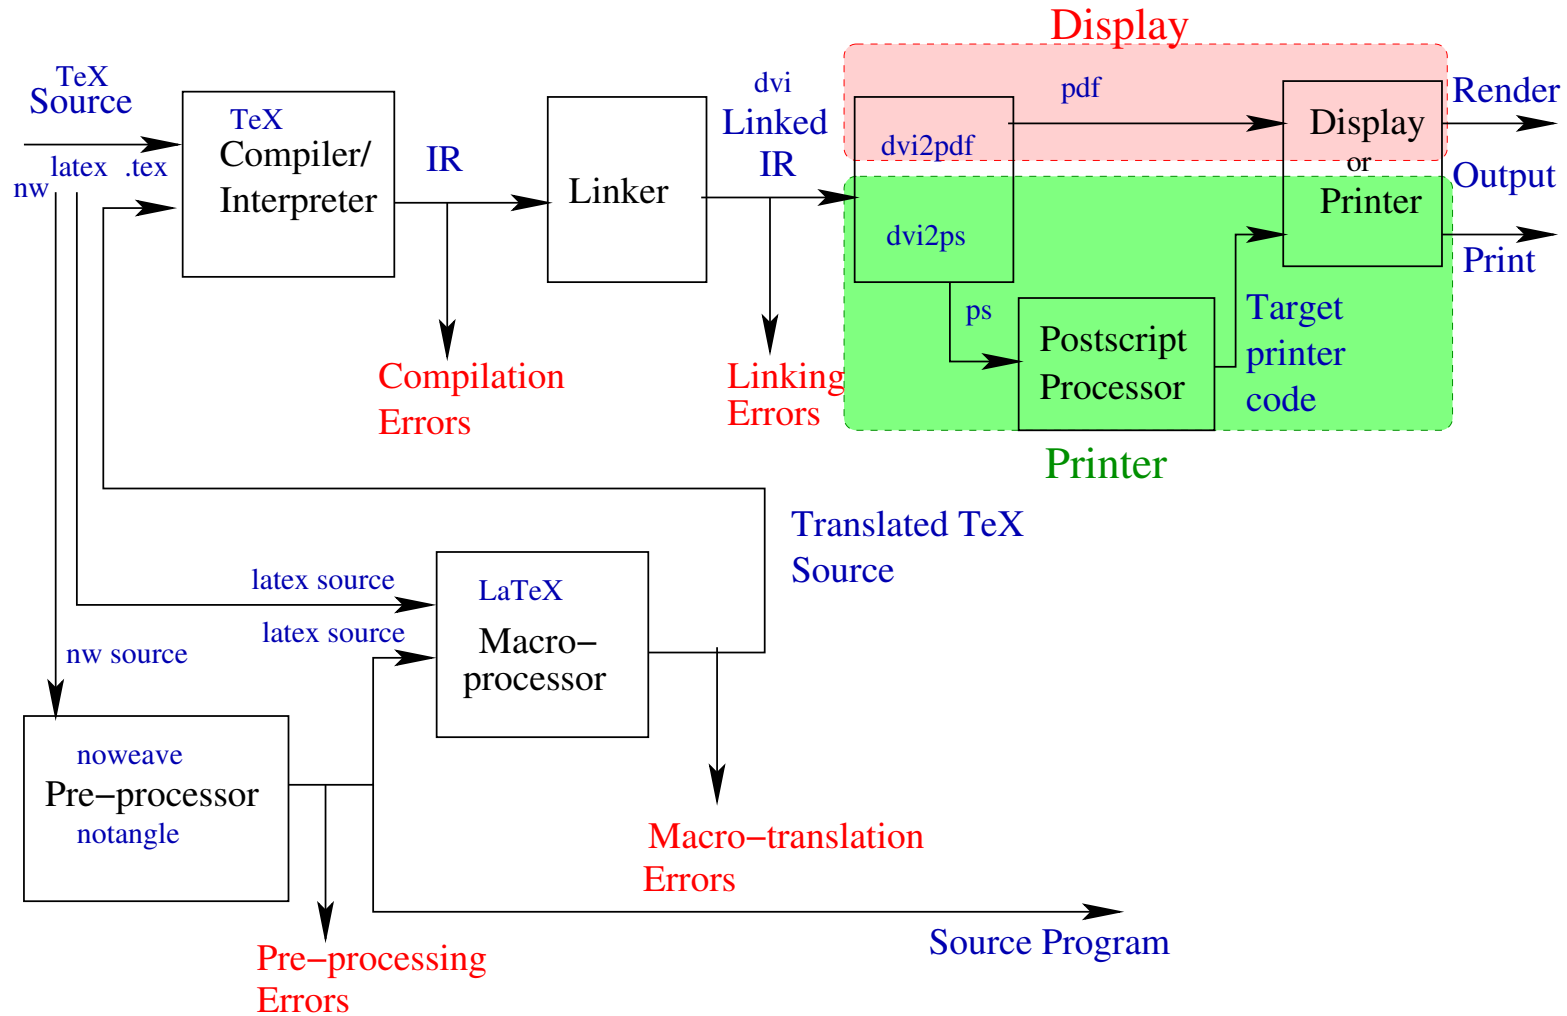 Display
TeX
Source
latex .tex
nw
TeX
Compiler/
Interpreter
IR
Linker
dvi
Linked
IR
dvi2pdf
dvi2ps
pdf
ps
Postscript
Processor
Target
printer
code
Display
or
Printer
Render
Output
Print
Compilation
Errors
Linking
Errors
Printer
Translated TeX
Source
latex source
latex source
nw source
LaTeX
Macro−
processor
noweave
Pre−processor
notangle
Macro−translation
Errors
Source Program
Pre−processing
Errors